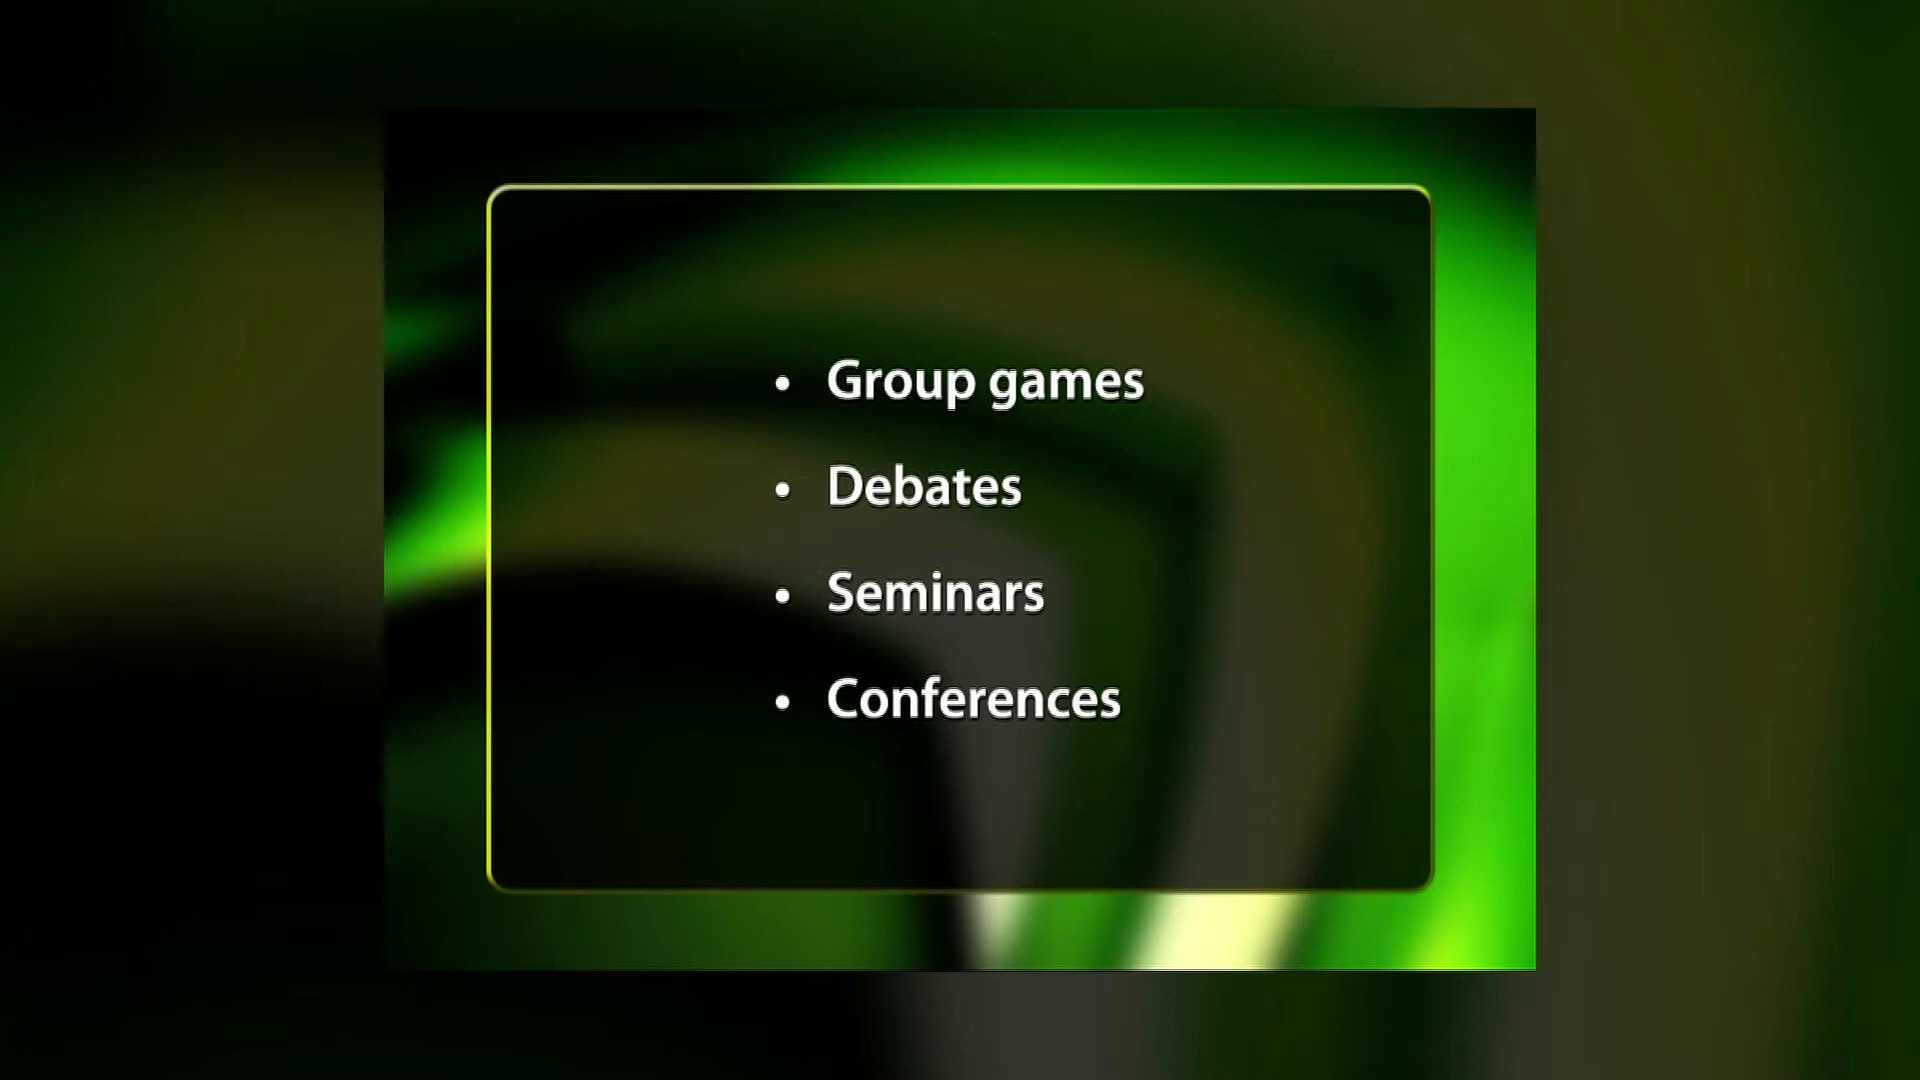 • Group games
• Debates
• Seminars
• Conferences